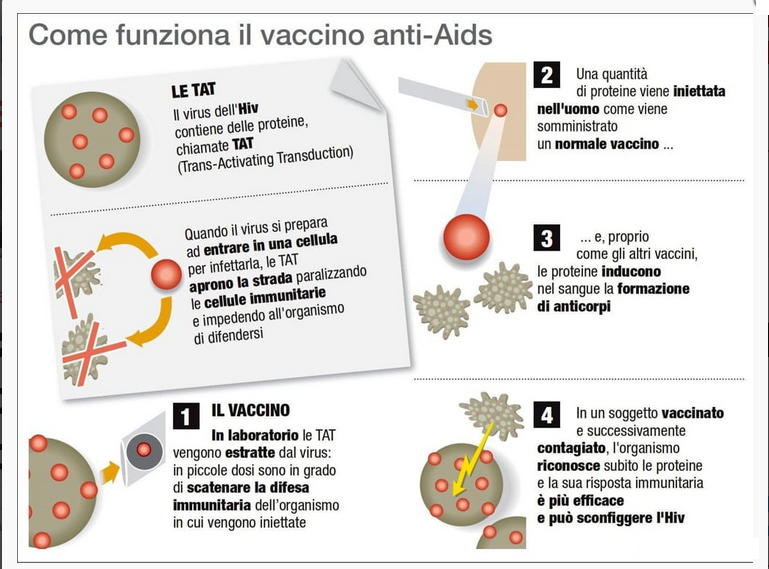 Come funziona il vaccino anti-Aids
LE TAT
Il virus dell'Hiv
contiene delle proteine,
chiamate TAT
(Trans-Activating Transduction)
Quando il virus si prepara
ad entrare in una cellula
per infettarla, le TAT
aprono la strada paralizzando
le cellule immunitarie
e impedendo all'organismo
di difendersi
1 IL VACCINO
In laboratorio le TAT
vengono estratte dal virus:
in piccole dosi sono in grado
di scatenare la difesa
immunitaria dell'organismo
in cui vengono iniettate
2 Una quantità
di proteine viene iniettata
nell'uomo come viene
somministrato
un normale vaccino ...
3 ... e, proprio
come gli altri vaccini,
le proteine inducono
nel sangue la formazione
di anticorpi
4 In un soggetto vaccinato
e successivamente
contagiato, l'organismo
riconosce subito le proteine
e la sua risposta immunitaria
è più efficace
e può sconfiggere l'Hiv